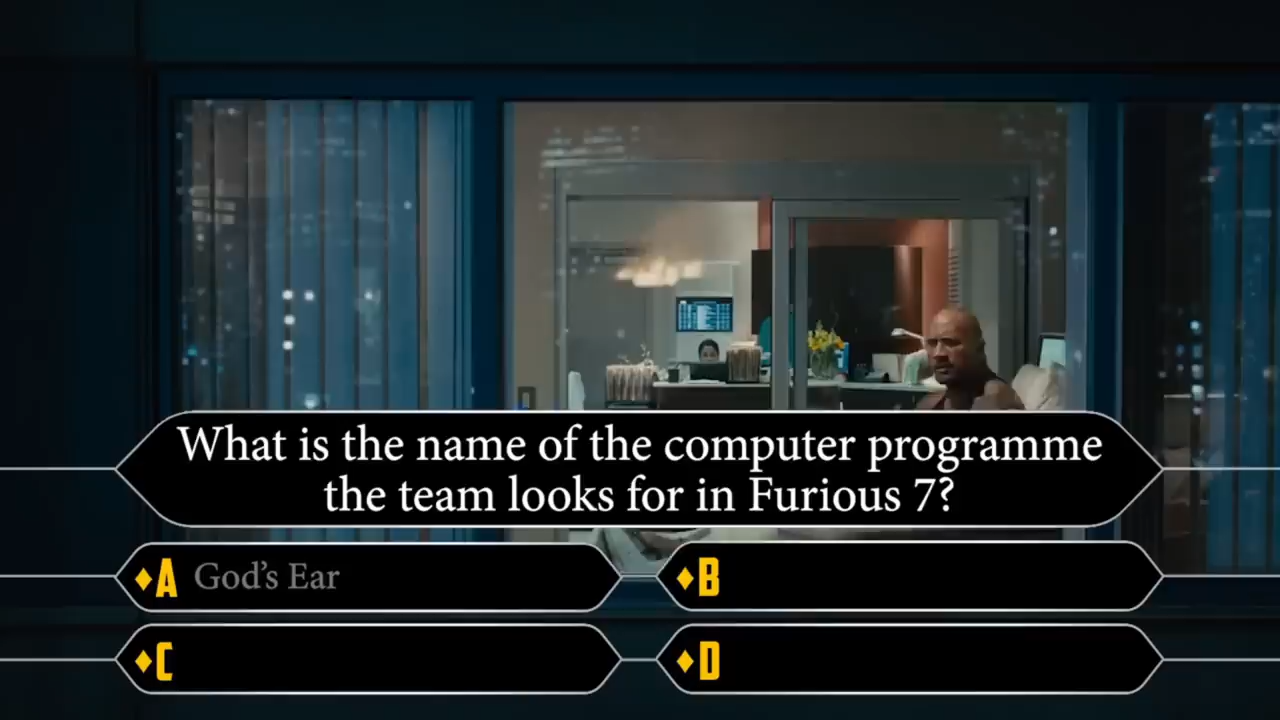 What is the name of the computer programme
the team looks for in Furious 7?
A God's Ear
B
C
D